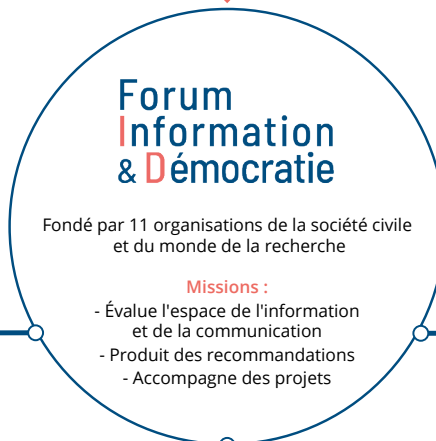 Forum
Information
& Démocratie
Fondé par 11 organisations de la société civile
et du monde de la recherche
Missions :
- Évalue l'espace de l'information
et de la communication
- Produit des recommandations
- Accompagne des projets